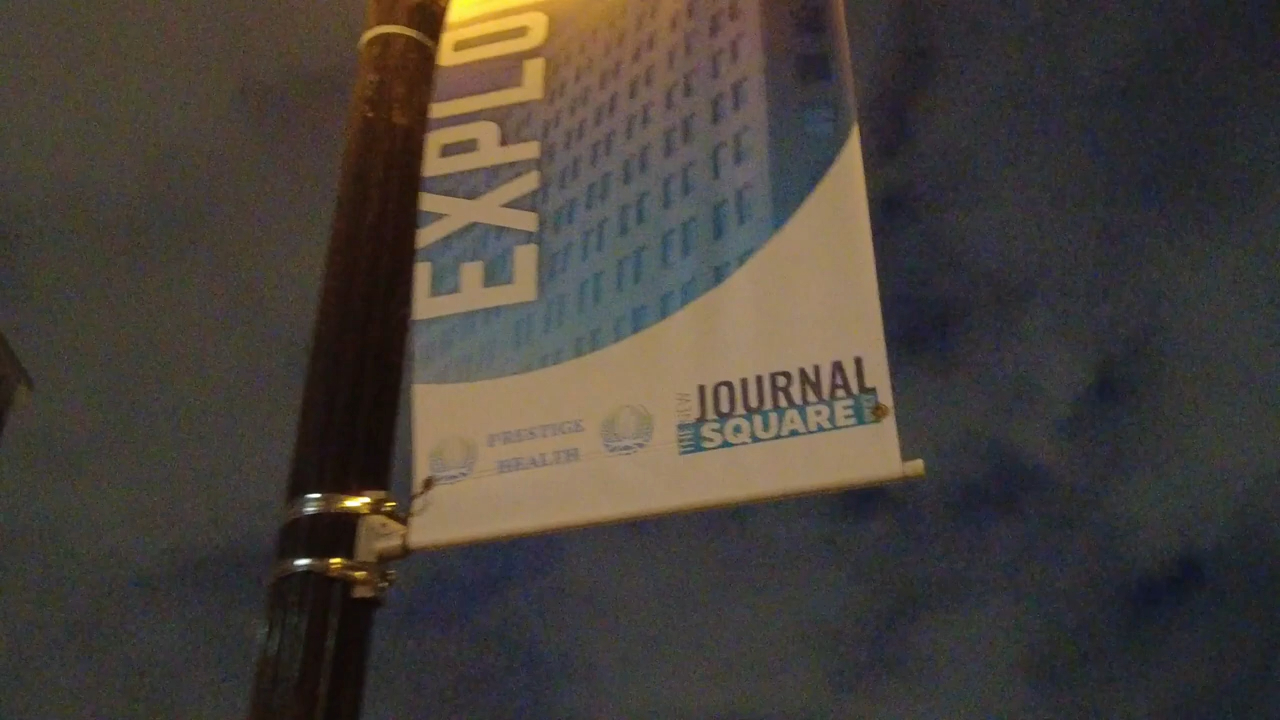 EXPLO
PRESTIGE
HEALTH
THE NEW
JOURNAL
SQUARE